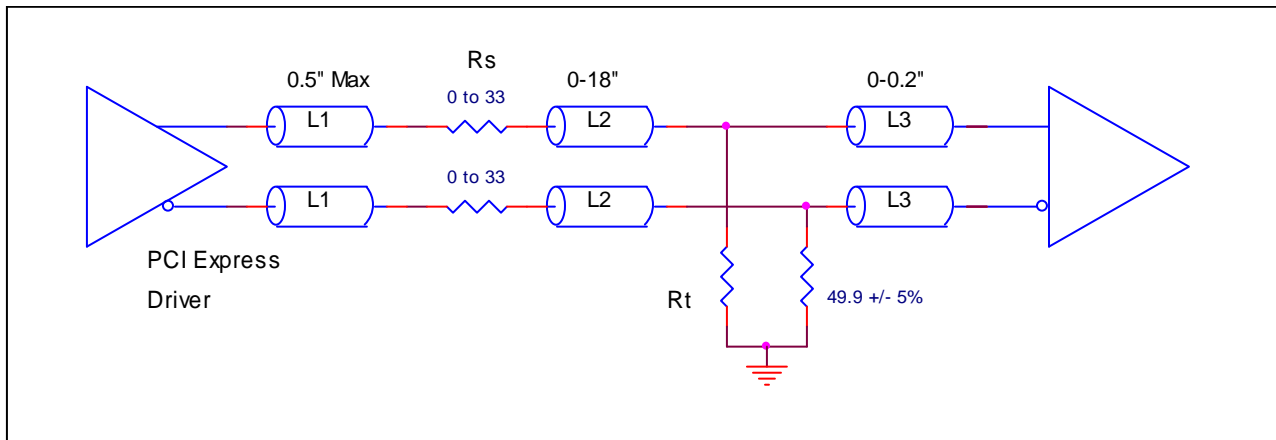 Rs
0.5" Max
0-18"
0-0.2"
0 to 33
L1
L2
L3
0 to 33
L1
L2
L3
PCI Express
Driver
Rt
49.9 +/- 5%